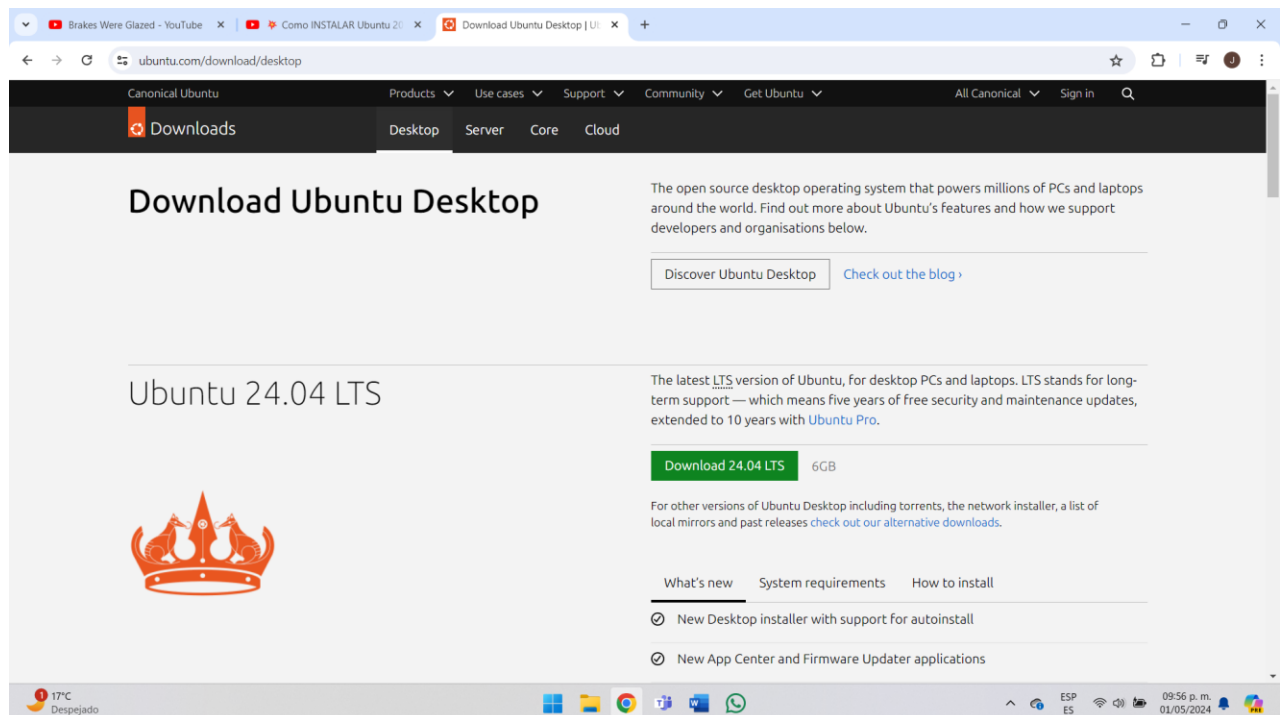 Brakes Were Glazed - YouTube
Como INSTALAR Ubuntu 20
Download Ubuntu Desktop | U
ubuntu.com/download/desktop
J
Canonical Ubuntu Products Use cases Support Community Get Ubuntu All Canonical Sign in
Downloads Desktop Server Core Cloud
Download Ubuntu Desktop
The open source desktop operating system that powers millions of PCs and laptops
around the world. Find out more about Ubuntu's features and how we support
developers and organisations below.
Discover Ubuntu Desktop Check out the blog ›
Ubuntu 24.04 LTS
The latest LTS version of Ubuntu, for desktop PCs and laptops. LTS stands for long-
term support — which means five years of free security and maintenance updates,
extended to 10 years with Ubuntu Pro.
Download 24.04 LTS 6GB
For other versions of Ubuntu Desktop including torrents, the network installer, a list of
local mirrors and past releases check out our alternative downloads.
What's new System requirements How to install
New Desktop installer with support for autoinstall
New App Center and Firmware Updater applications
1
17°C
Despejado
ESP
ES
09:56 p. m.
01/05/2024
PRE